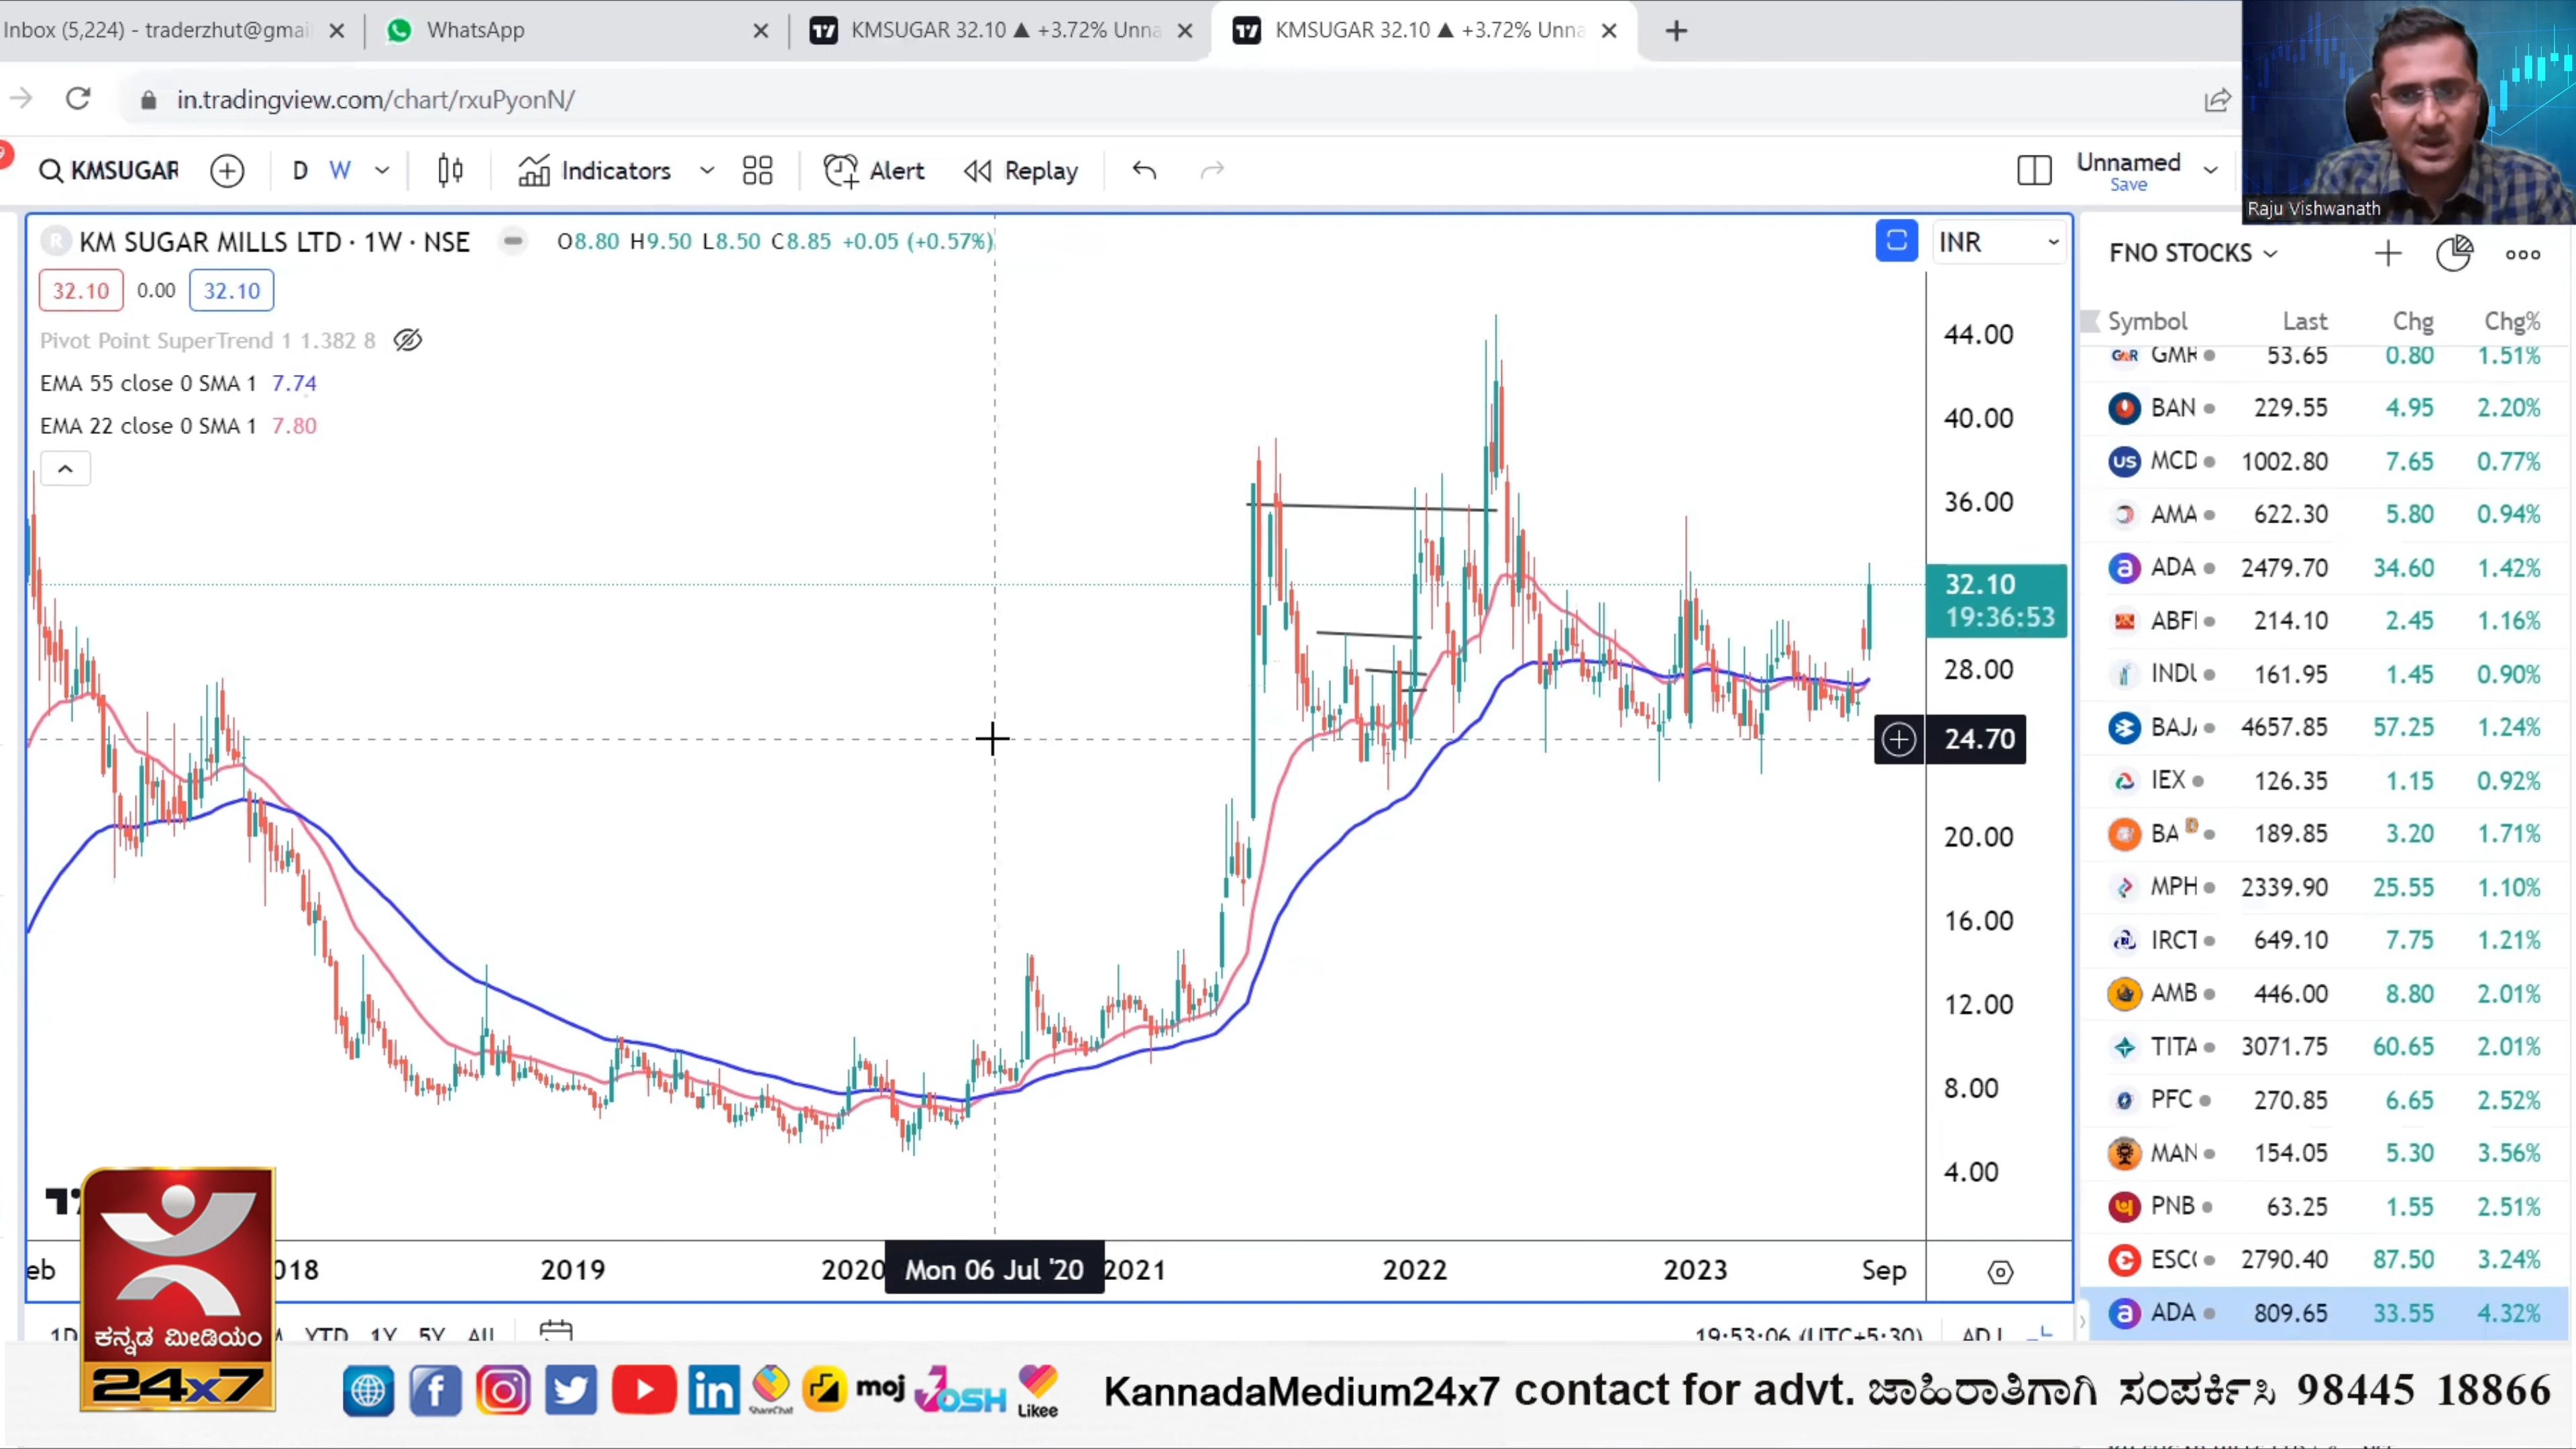 Inbox (5,224) - traderzhut@gmai
WhatsApp
KMSUGAR 32.10 ▲ +3.72% Unna
KMSUGAR 32.10 ▲ +3.72% Unna
in.tradingview.com/chart/rxuPyonN/
KMSUGAR
D W
Indicators
Alert
Replay
Unnamed
Save
Raju Vishwanath
KM SUGAR MILLS LTD · 1W · NSE
O8.80 H9.50 L8.50 C8.85 +0.05 (+0.57%)
INR
32.10 0.00 32.10
Pivot Point SuperTrend 1 1.382 8
EMA 55 close 0 SMA 1 7.74
EMA 22 close 0 SMA 1 7.80
44.00
40.00
36.00
32.10
19:36:53
28.00
24.70
20.00
16.00
12.00
8.00
4.00
eb 018 2019 2020 Mon 06 Jul '20 2021 2022 2023 Sep
1D YTD 1Y 5Y All
19:53:06 (UTC+5:30) ADJ
FNO STOCKS
Symbol Last Chg Chg%
GMR 53.65 0.80 1.51%
BAN 229.55 4.95 2.20%
US MCD 1002.80 7.65 0.77%
AMA 622.30 5.80 0.94%
a ADA 2479.70 34.60 1.42%
ABFI 214.10 2.45 1.16%
INDU 161.95 1.45 0.90%
BAJA 4657.85 57.25 1.24%
IEX 126.35 1.15 0.92%
BA D 189.85 3.20 1.71%
MPH 2339.90 25.55 1.10%
IRCT 649.10 7.75 1.21%
AMB 446.00 8.80 2.01%
TITA 3071.75 60.65 2.01%
PFC 270.85 6.65 2.52%
MAN 154.05 5.30 3.56%
PNB 63.25 1.55 2.51%
ESC 2790.40 87.50 3.24%
a ADA 809.65 33.55 4.32%
ಕನ್ನಡ ಮೀಡಿಯಂ
24x7
ShareChat
moj
JOSH
Likee
KannadaMedium24x7 contact for advt. ಜಾಹಿರಾತಿಗಾಗಿ ಸಂಪರ್ಕಿಸಿ 98445 18866